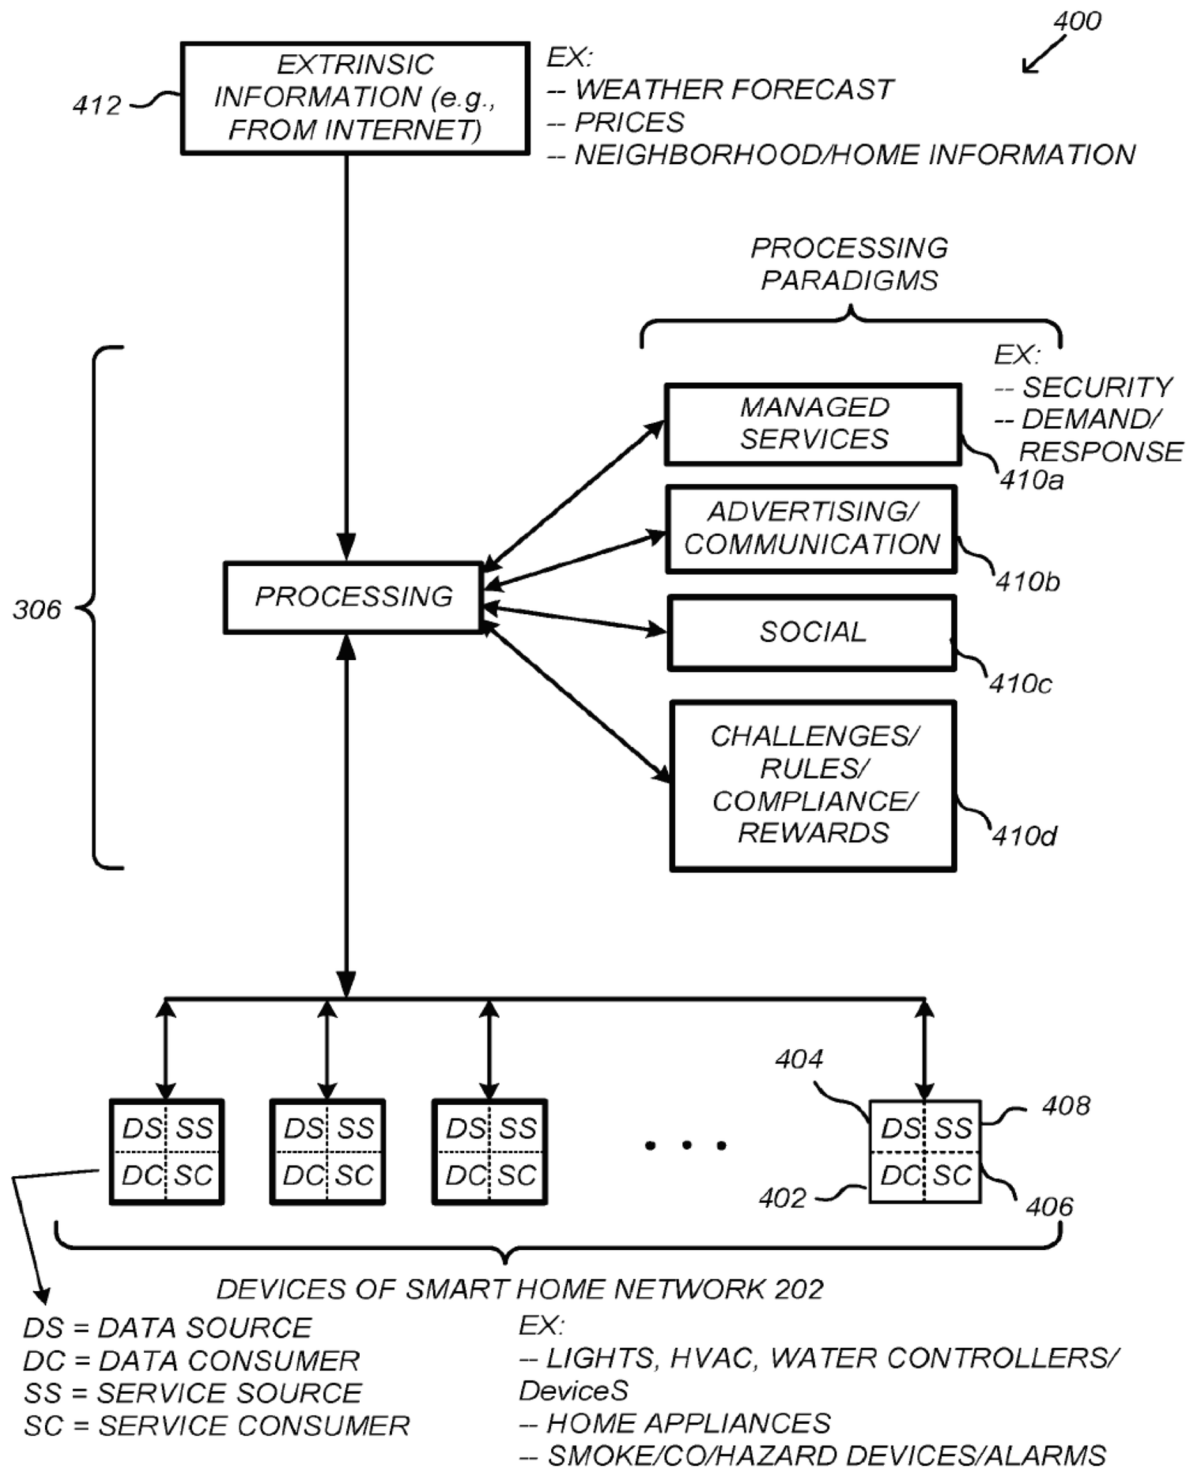 400
EXTRINSIC
INFORMATION (e.g.,
FROM INTERNET)
412
EX:
-- WEATHER FORECAST
-- PRICES
-- NEIGHBORHOOD/HOME INFORMATION
PROCESSING
PARADIGMS
EX:
-- SECURITY
-- DEMAND/
RESPONSE
MANAGED
SERVICES
410a
ADVERTISING/
COMMUNICATION
410b
306
PROCESSING
SOCIAL
410c
CHALLENGES/
RULES/
COMPLIANCE/
REWARDS
410d
404
408
DS SS
DC SC
DS SS
DC SC
DS SS
DC SC
. . .
DS SS
DC SC
402
406
DEVICES OF SMART HOME NETWORK 202
DS = DATA SOURCE
DC = DATA CONSUMER
SS = SERVICE SOURCE
SC = SERVICE CONSUMER
EX:
-- LIGHTS, HVAC, WATER CONTROLLERS/
DeviceS
-- HOME APPLIANCES
-- SMOKE/CO/HAZARD DEVICES/ALARMS